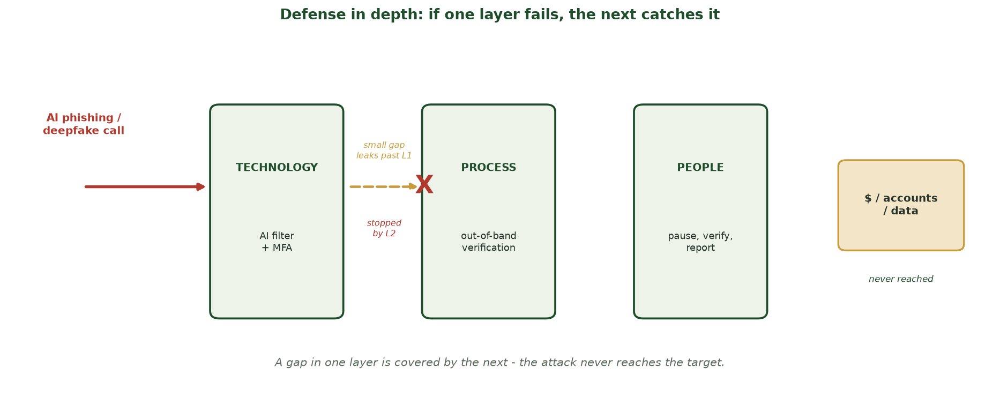 Defense in depth: if one layer fails, the next catches it
AI phishing /
deepfake call
TECHNOLOGY
AI filter
+ MFA
small gap
leaks past L1
X
stopped
by L2
PROCESS
out-of-band
verification
PEOPLE
pause, verify,
report
$ / accounts
/ data
never reached
A gap in one layer is covered by the next - the attack never reaches the target.